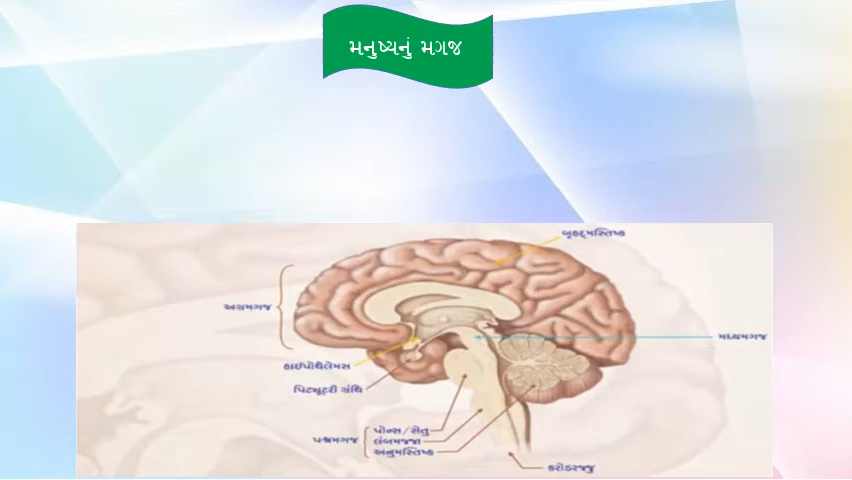 મનુષ્યનું મગજ
બૃહદ્મસ્તિષ્ક
અગ્રમગજ
મધ્યમગજ
હાઈપોથેલેમસ
પિટ્યૂટરી ગ્રંથિ
પશ્ચમગજ
પોન્સ/સેતુ
લંબમજ્જા
અનુમસ્તિષ્ક
કરોડરજ્જુ